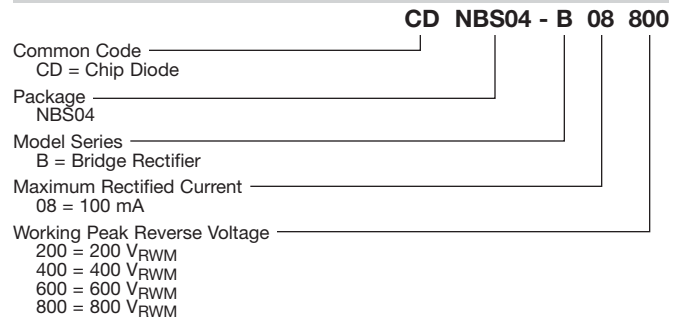 CD NBS04 - B 08 800
Common Code
CD = Chip Diode
Package
NBS04
Model Series
B = Bridge Rectifier
Maximum Rectified Current
08 = 100 mA
Working Peak Reverse Voltage
200 = 200 VRWM
400 = 400 VRWM
600 = 600 VRWM
800 = 800 VRWM